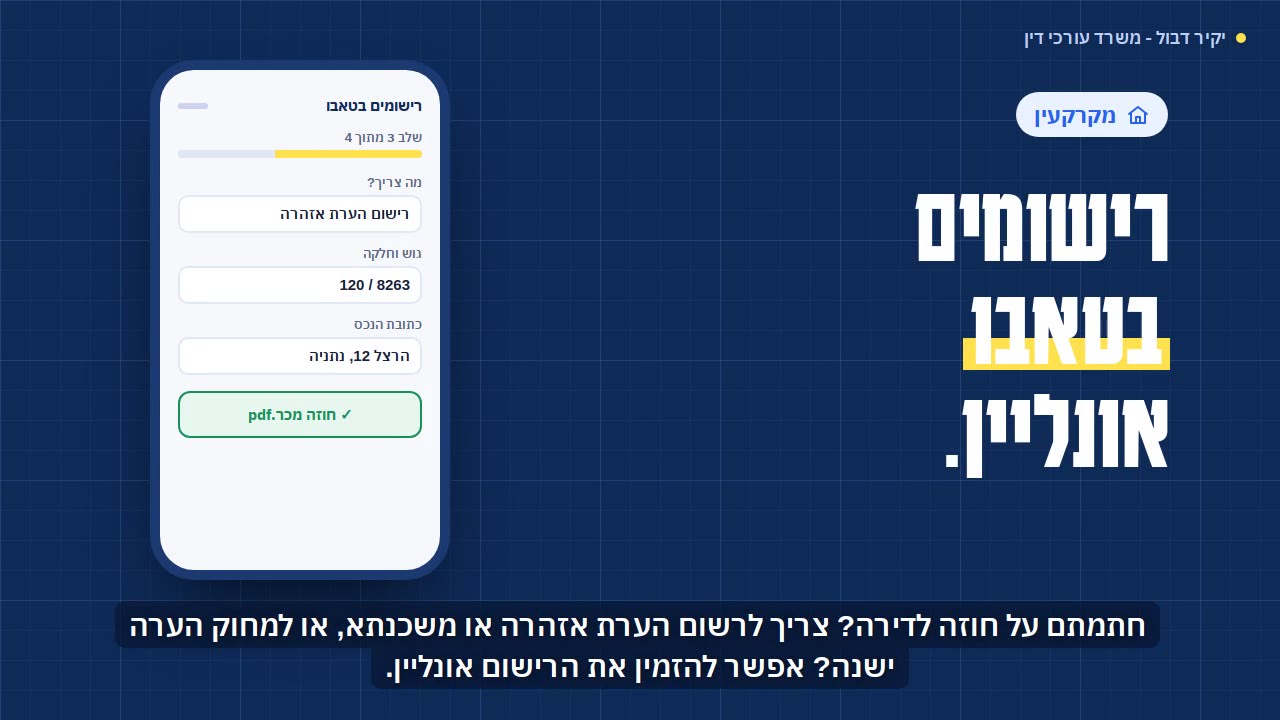 יקיר דבול - משרד עורכי דין
מקרקעין
רישומים
בטאבו
אונליין.
רישומים בטאבו
שלב 3 מתוך 4
מה צריך?
רישום הערת אזהרה
גוש וחלקה
8263 / 120
כתובת הנכס
הרצל 12, נתניה
✓ חוזה מכר.pdf
חתמתם על חוזה לדירה? צריך לרשום הערת אזהרה או משכנתא, או למחוק הערה
ישנה? אפשר להזמין את הרישום אונליין.